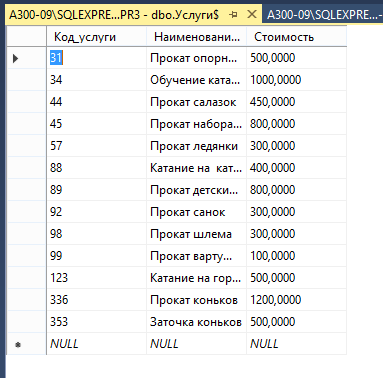 A300-09\SQLEXPRE...PR3 - dbo.Услуги$ A300-09\SQLEXPRE...-
Код_услуги Наименовани... Стоимость
31 Прокат опорн... 500,0000
34 Обучение ката... 1000,0000
44 Прокат салазок 450,0000
45 Прокат набора... 800,0000
57 Прокат ледянки 300,0000
88 Катание на кат... 400,0000
89 Прокат детски... 800,0000
92 Прокат санок 300,0000
98 Прокат шлема 300,0000
99 Прокат варту... 100,0000
123 Катание на гор... 500,0000
336 Прокат коньков 1200,0000
353 Заточка коньков 500,0000
NULL NULL NULL